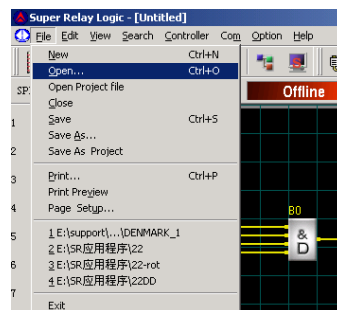 Super Relay Logic - [Untitled]
File Edit View Search Controller Com Option Help
New Ctrl+N
Open... Ctrl+O
Open Project file
Close
Save Ctrl+S
Save As...
Save As Project
Print... Ctrl+P
Print Preview
Page Setup...
1 E:\support\...\DENMARK_1
2 E:\SR应用程序\22
3 E:\SR应用程序\22-rot
4 E:\SR应用程序\22DD
Exit
Offline
SP
1
2
3
4
5
6
7
B0
&
D